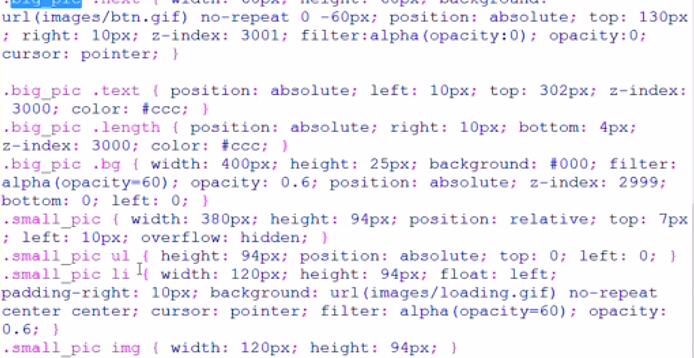 .big_pic .next { width: 60px; height: 60px; background:
url(images/btn.gif) no-repeat 0 -60px; position: absolute; top: 130px
; right: 10px; z-index: 3001; filter:alpha(opacity:0); opacity:0;
cursor: pointer; }
.big_pic .text { position: absolute; left: 10px; top: 302px; z-index:
3000; color: #ccc; }
.big_pic .length { position: absolute; right: 10px; bottom: 4px;
z-index: 3000; color: #ccc; }
.big_pic .bg { width: 400px; height: 25px; background: #000; filter:
alpha(opacity=60); opacity: 0.6; position: absolute; z-index: 2999;
bottom: 0; left: 0; }
.small_pic { width: 380px; height: 94px; position: relative; top: 7px
; left: 10px; overflow: hidden; }
.small_pic ul { height: 94px; position: absolute; top: 0; left: 0; }
.small_pic li { width: 120px; height: 94px; float: left;
padding-right: 10px; background: url(images/loading.gif) no-repeat
center center; cursor: pointer; filter: alpha(opacity=60); opacity:
0.6; }
.small_pic img { width: 120px; height: 94px; }